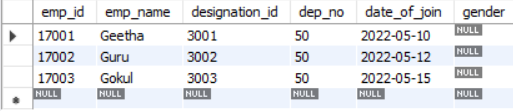 emp_id emp_name designation_id dep_no date_of_join gender
17001 Geetha 3001 50 2022-05-10 NULL
17002 Guru 3002 50 2022-05-12 NULL
17003 Gokul 3003 50 2022-05-15 NULL
NULL NULL NULL NULL NULL NULL